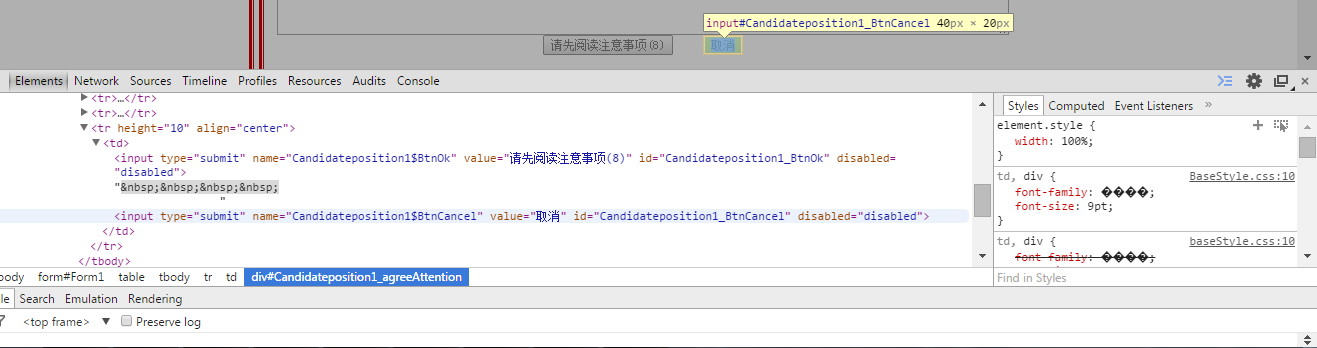 input#Candidateposition1_BtnCancel 40px × 20px
请先阅读注意事项(8) 取消
Elements Network Sources Timeline Profiles Resources Audits Console
<tr>…</tr>
<tr>…</tr>
<tr height="10" align="center">
<td>
<input type="submit" name="Candidateposition1$BtnOk" value="请先阅读注意事项(8)" id="Candidateposition1_BtnOk" disabled=
"disabled">
"&nbsp;&nbsp;&nbsp;&nbsp;
"
<input type="submit" name="Candidateposition1$BtnCancel" value="取消" id="Candidateposition1_BtnCancel" disabled="disabled">
</td>
</tr>
</tbody>
body form#Form1 table tbody tr td div#Candidateposition1_agreeAttention
Styles Computed Event Listeners »
element.style {
width: 100%;
}
td, div { BaseStyle.css:10
font-family: ����;
font-size: 9pt;
}
td, div { baseStyle.css:10
font-family: ����;
Find in Styles
le Search Emulation Rendering
<top frame> ▼ Preserve log